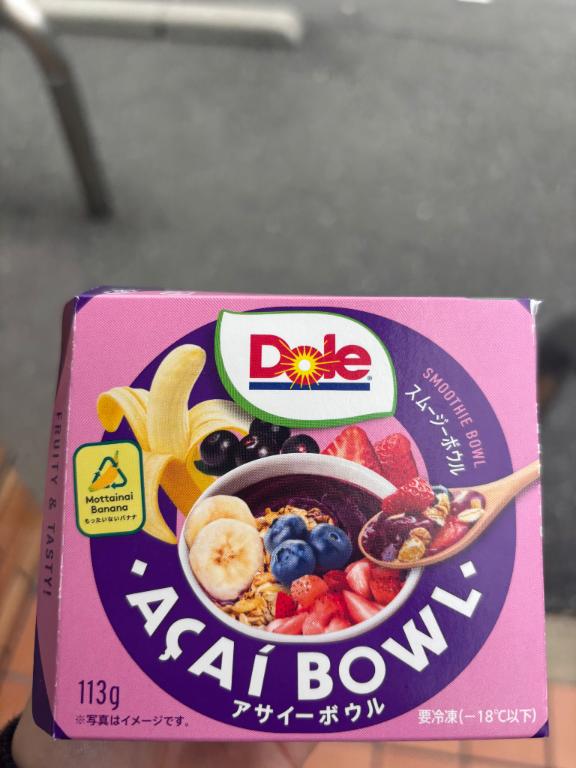 Dole
®
SMOOTHIE BOWL
スムージーボウル
Mottainai
Banana
もったいないバナナ
FRUITY & TASTY!
・AÇAÍ BOWL・
アサイーボウル
113g
※写真はイメージです。
要冷凍(−18℃以下)